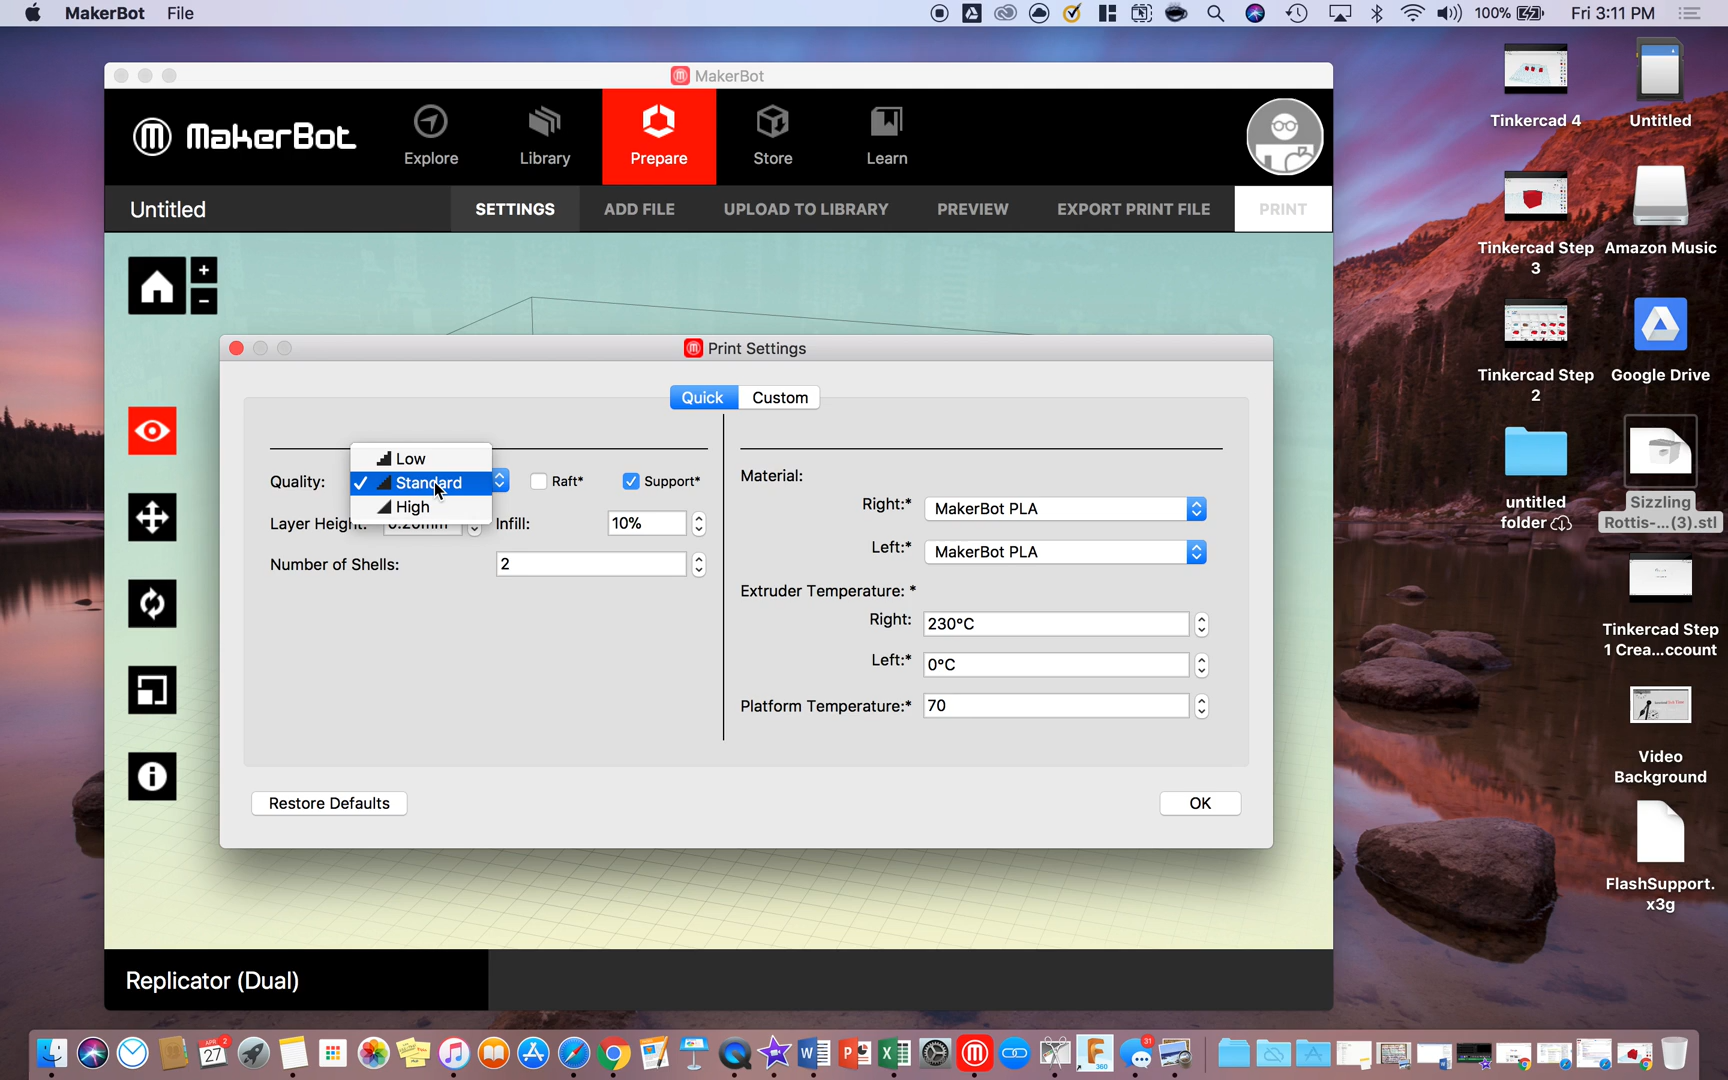 MakerBot File 100% Fri 3:11 PM
MakerBot
MakerBot
Explore
Library
Prepare
Store
Learn
Untitled
SETTINGS
ADD FILE
UPLOAD TO LIBRARY
PREVIEW
EXPORT PRINT FILE
PRINT
+
-
Print Settings
Quick
Custom
Quality:
Low
Standard
High
Raft*
Support*
Infill:
10%
Number of Shells:
2
Material:
Right:*
MakerBot PLA
Left:*
MakerBot PLA
Extruder Temperature: *
Right:
230°C
Left:*
0°C
Platform Temperature:*
70
Restore Defaults
OK
Replicator (Dual)
Tinkercad 4
Untitled
Tinkercad Step
3
Amazon Music
Tinkercad Step
2
Google Drive
untitled
folder
Sizzling
Rottis-...(3).stl
Tinkercad Step
1 Crea...ccount
Video
Background
FlashSupport.
x3g